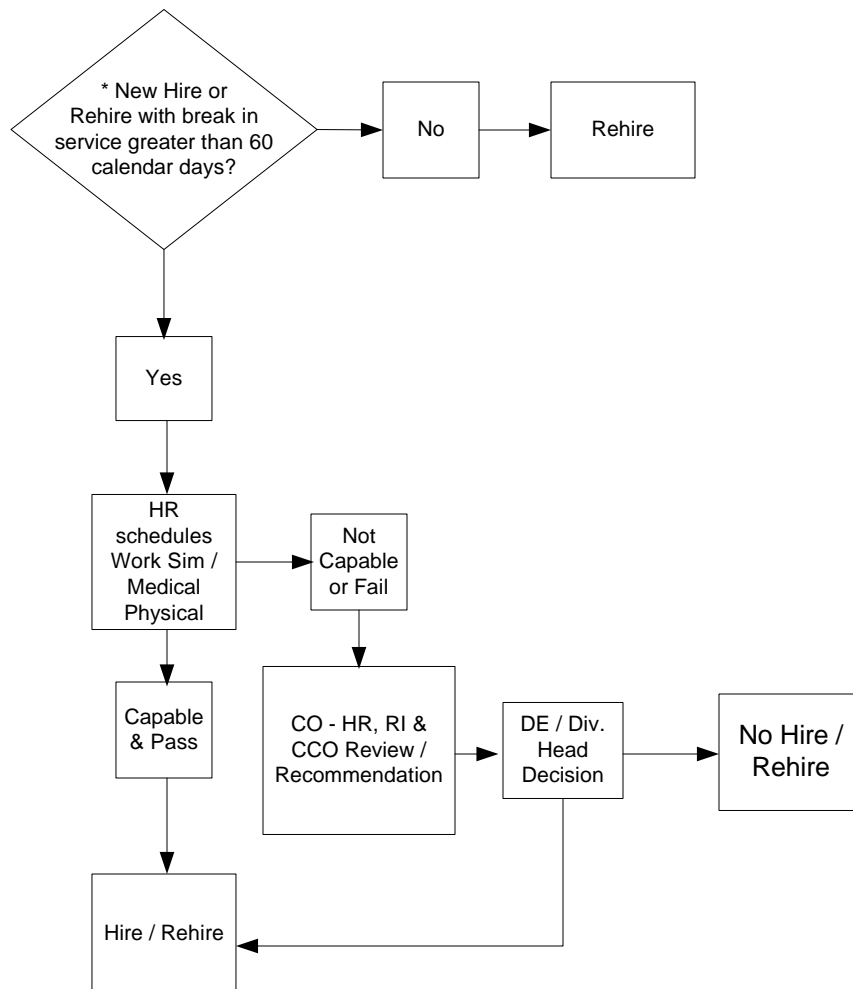 * New Hire or
Rehire with break in
service greater than 60
calendar days?
No
Rehire
Yes
HR
schedules
Work Sim /
Medical
Physical
Not
Capable
or Fail
Capable
& Pass
CO - HR, RI &
CCO Review /
Recommendation
DE / Div.
Head
Decision
No Hire /
Rehire
Hire / Rehire